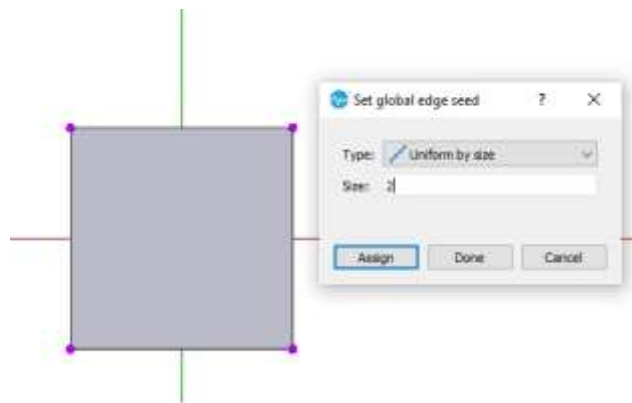 Set global edge seed ? ×
Type: Uniform by size
Size: 2
Assign Done Cancel